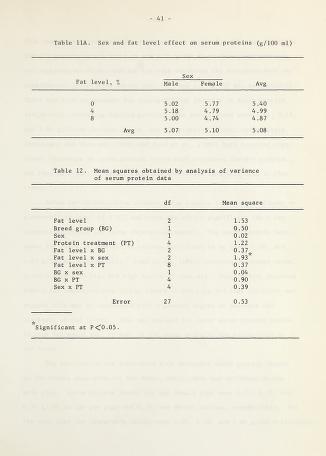 - 41 -
Table 11A. Sex and fat level effect on serum proteins (g/100 ml)
Sex
Fat level, % Male Female Avg
0 5.02 5.77 5.40
4 5.18 4.79 4.99
8 5.00 4.74 4.87
Avg 5.07 5.10 5.08
Table 12. Mean squares obtained by analysis of variance
of serum protein data
df Mean square
Fat level 2 1.53
Breed group (BG) 1 0.50
Sex 1 0.02
Protein treatment (PT) 4 1.22
Fat level x BG 2 0.37
Fat level x sex 2 1.93*
Fat level x PT 8 0.37
BG x sex 1 0.04
BG x PT 4 0.90
Sex x PT 4 0.39
Error 27 0.53
*Significant at P<0.05.